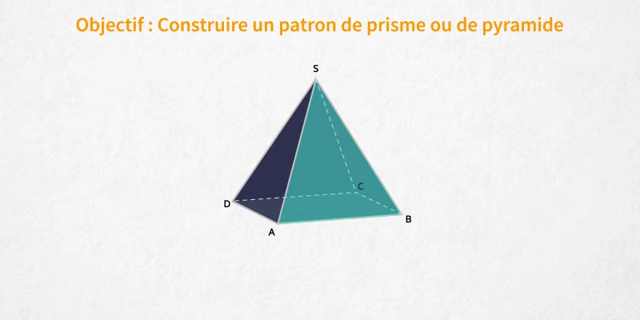 Objectif : Construire un patron de prisme ou de pyramide
S
C
D
B
A